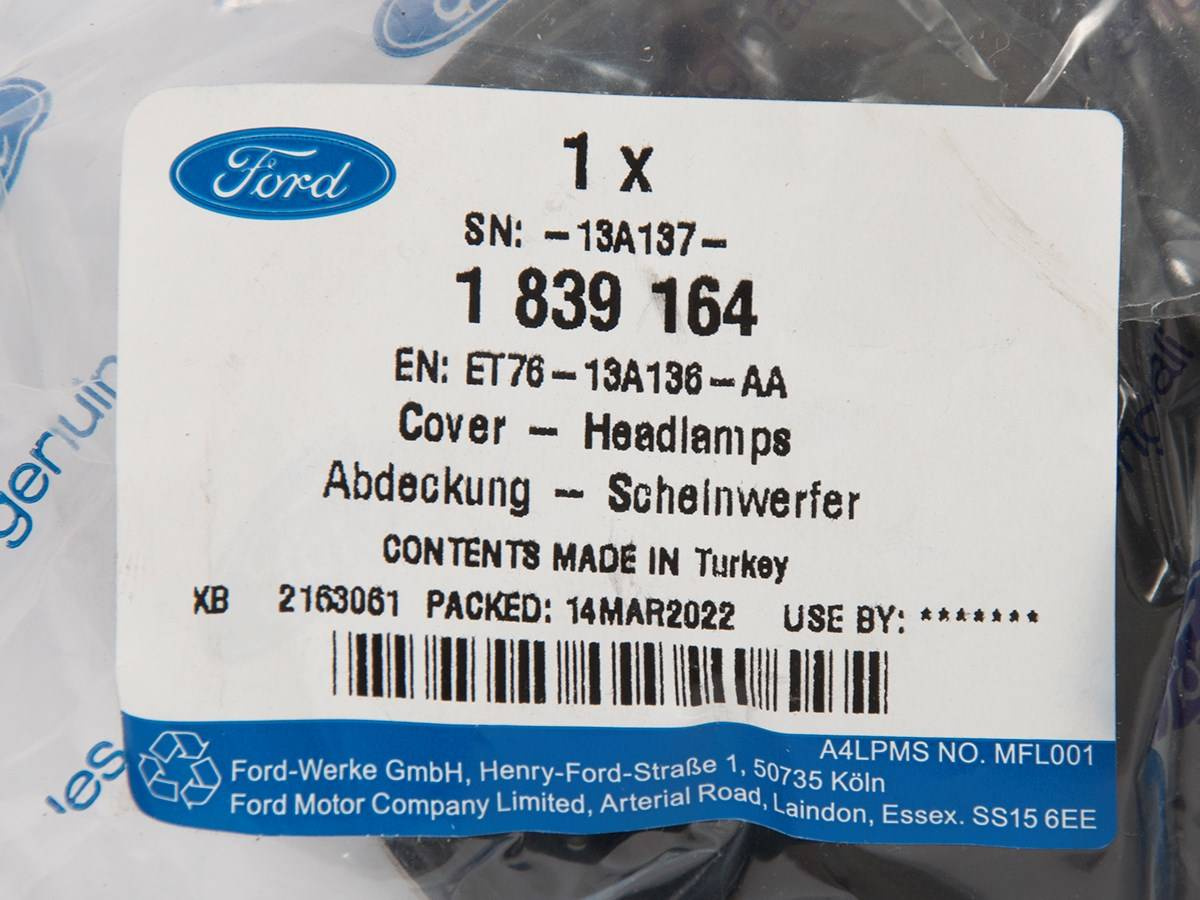 Ford
1 x
SN: -13A137-
1 839 164
EN: ET76-13A136-AA
Cover - Headlamps
Abdeckung - Scheinwerfer
CONTENTS MADE IN Turkey
XB 2163061 PACKED: 14MAR2022 USE BY: *******
A4LPMS NO. MFL001
Ford-Werke GmbH, Henry-Ford-Straße 1, 50735 Köln
Ford Motor Company Limited, Arterial Road, Laindon, Essex. SS15 6EE
genuin